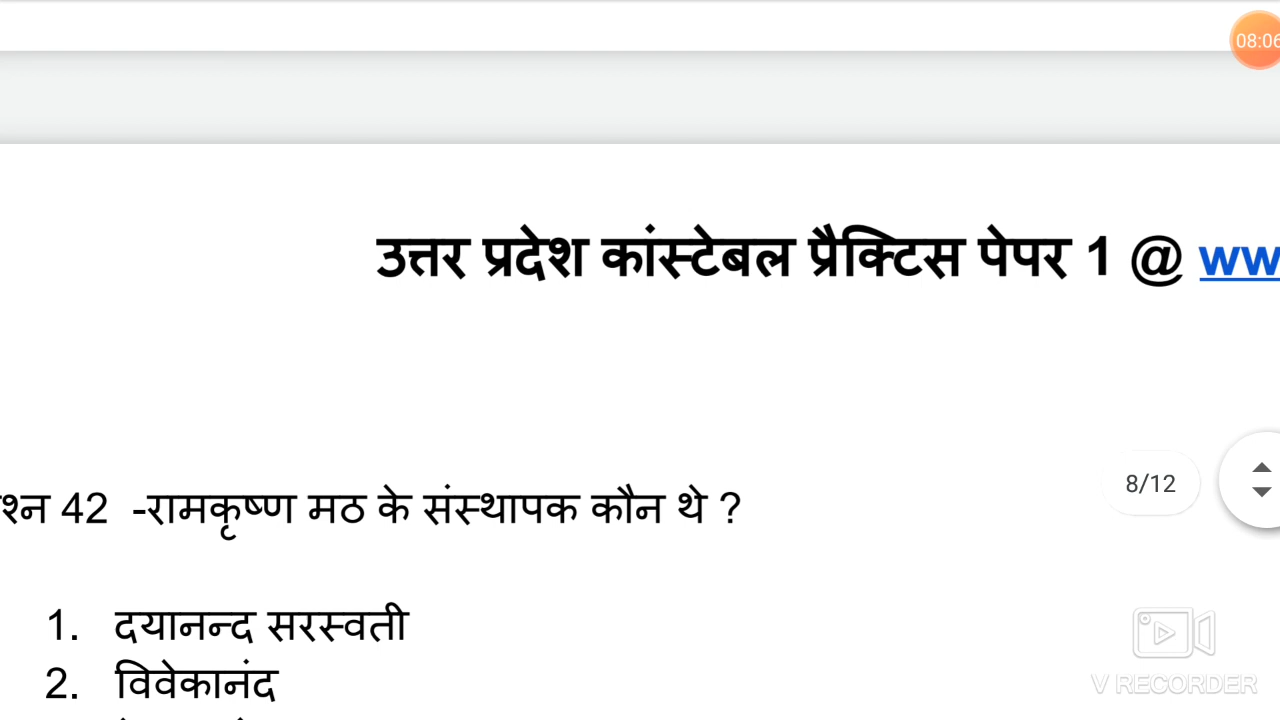 08:06
उत्तर प्रदेश कांस्टेबल प्रैक्टिस पेपर 1 @ ww
श्न 42 -रामकृष्ण मठ के संस्थापक कौन थे ?
8/12
1. दयानन्द सरस्वती
2. विवेकानंद
V RECORDER